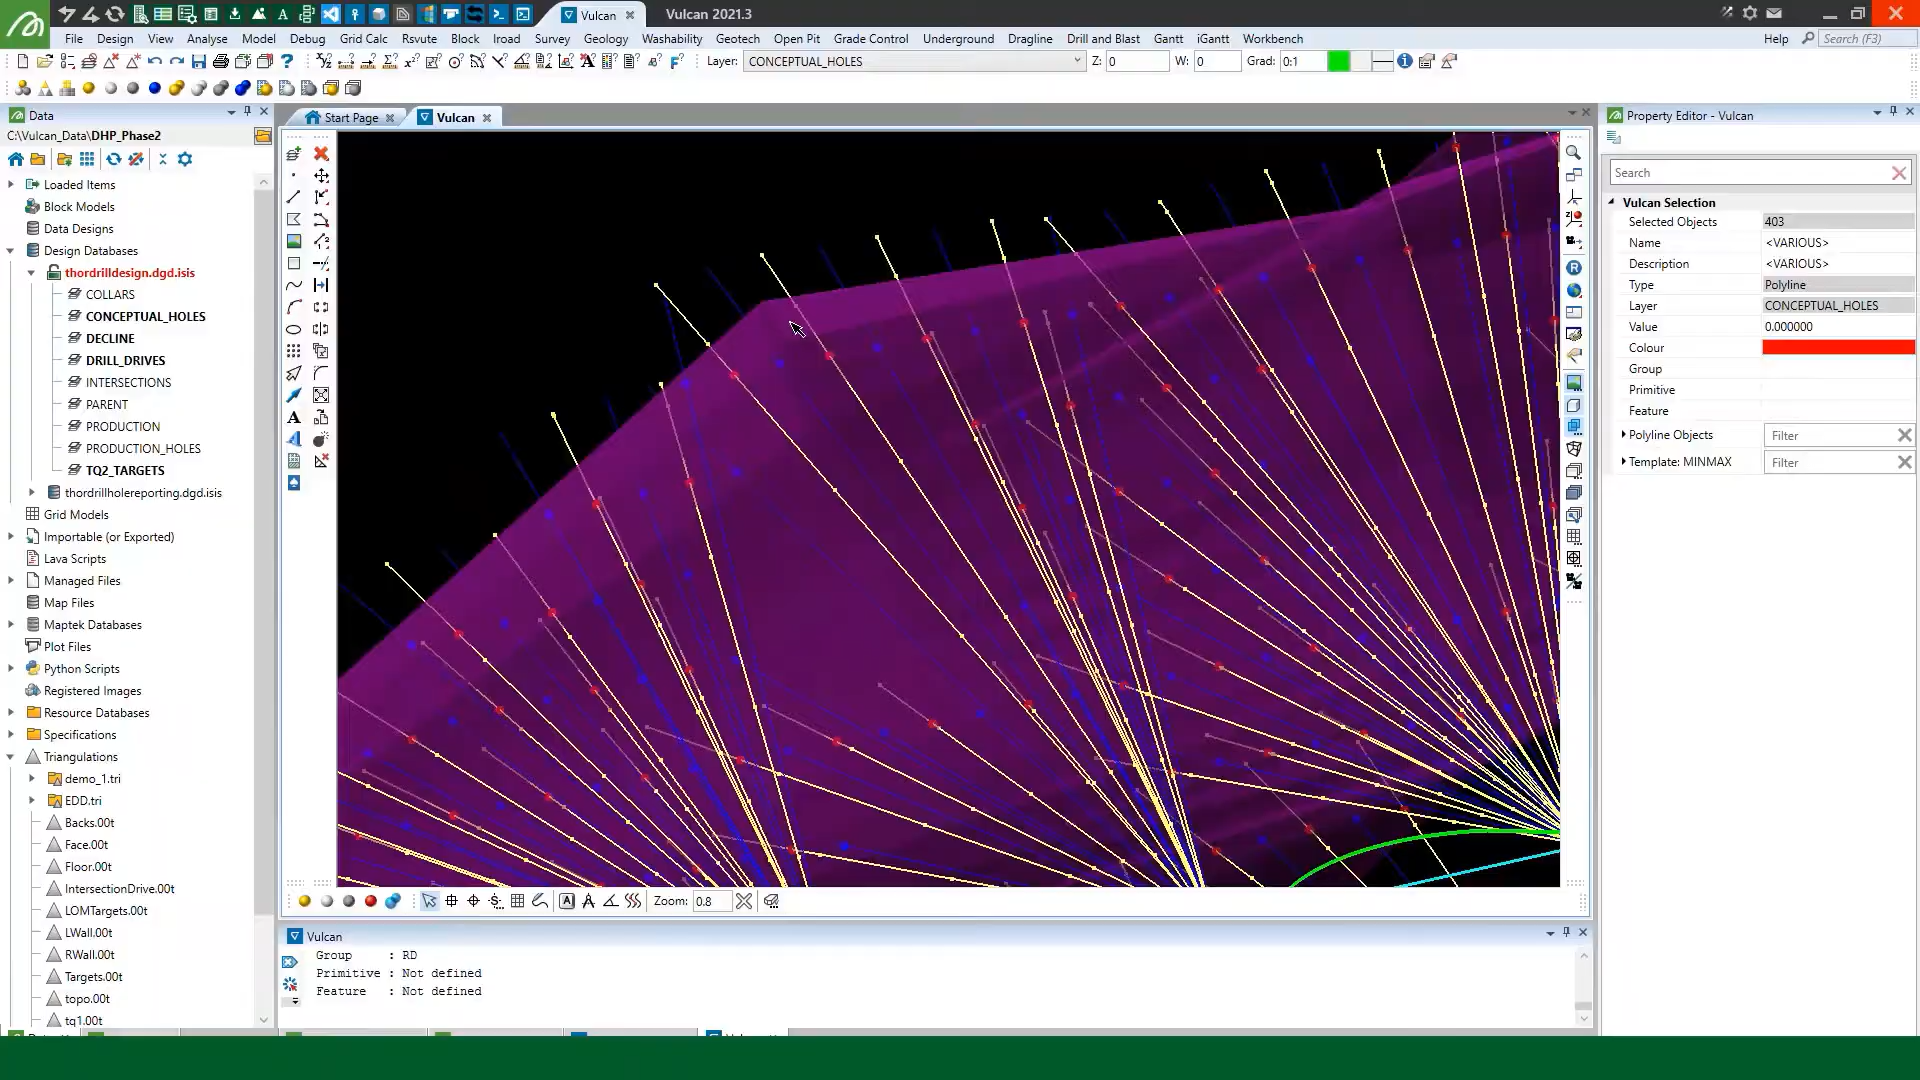 Vulcan
Vulcan 2021.3
File Design View Analyse Model Debug Grid Calc Rsvute Block Iroad Survey Geology Washability Geotech Open Pit Grade Control Underground Dragline Drill and Blast Gantt iGantt Workbench
Help Search (F3)
Layer: CONCEPTUAL_HOLES Z: 0 W: 0 Grad: 0:1
Data
C:\Vulcan_Data\DHP_Phase2
Loaded Items
Block Models
Data Designs
Design Databases
thordrilldesign.dgd.isis
COLLARS
CONCEPTUAL_HOLES
DECLINE
DRILL_DRIVES
INTERSECTIONS
PARENT
PRODUCTION
PRODUCTION_HOLES
TQ2_TARGETS
thordrillholereporting.dgd.isis
Grid Models
Importable (or Exported)
Lava Scripts
Managed Files
Map Files
Maptek Databases
Plot Files
Python Scripts
Registered Images
Resource Databases
Specifications
Triangulations
demo_1.tri
EDD.tri
Backs.00t
Face.00t
Floor.00t
IntersectionDrive.00t
LOMTargets.00t
LWall.00t
RWall.00t
Targets.00t
topo.00t
tq1.00t
Start Page
Vulcan
Zoom: 0.8
Vulcan
Group : RD
Primitive : Not defined
Feature : Not defined
Property Editor - Vulcan
Search
Vulcan Selection
Selected Objects 403
Name <VARIOUS>
Description <VARIOUS>
Type Polyline
Layer CONCEPTUAL_HOLES
Value 0.000000
Colour
Group
Primitive
Feature
Polyline Objects Filter
Template: MINMAX Filter